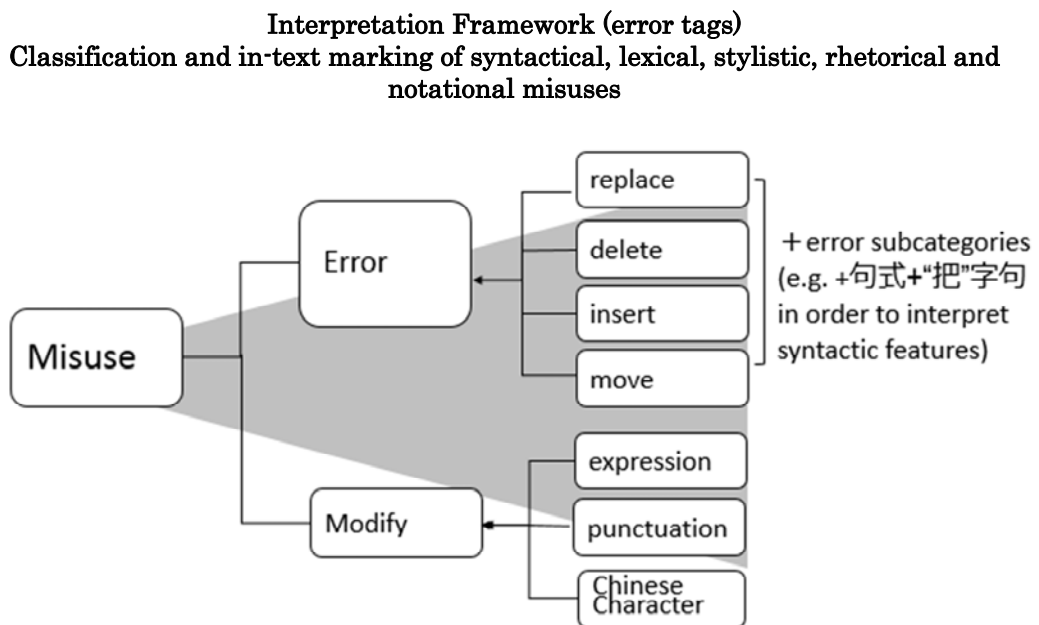 Interpretation Framework (error tags)
Classification and in-text marking of syntactical, lexical, stylistic, rhetorical and
notational misuses
Misuse
Error
replace
delete
insert
move
+error subcategories
(e.g. +句式+“把”字句
in order to interpret
syntactic features)
Modify
expression
punctuation
Chinese
Character